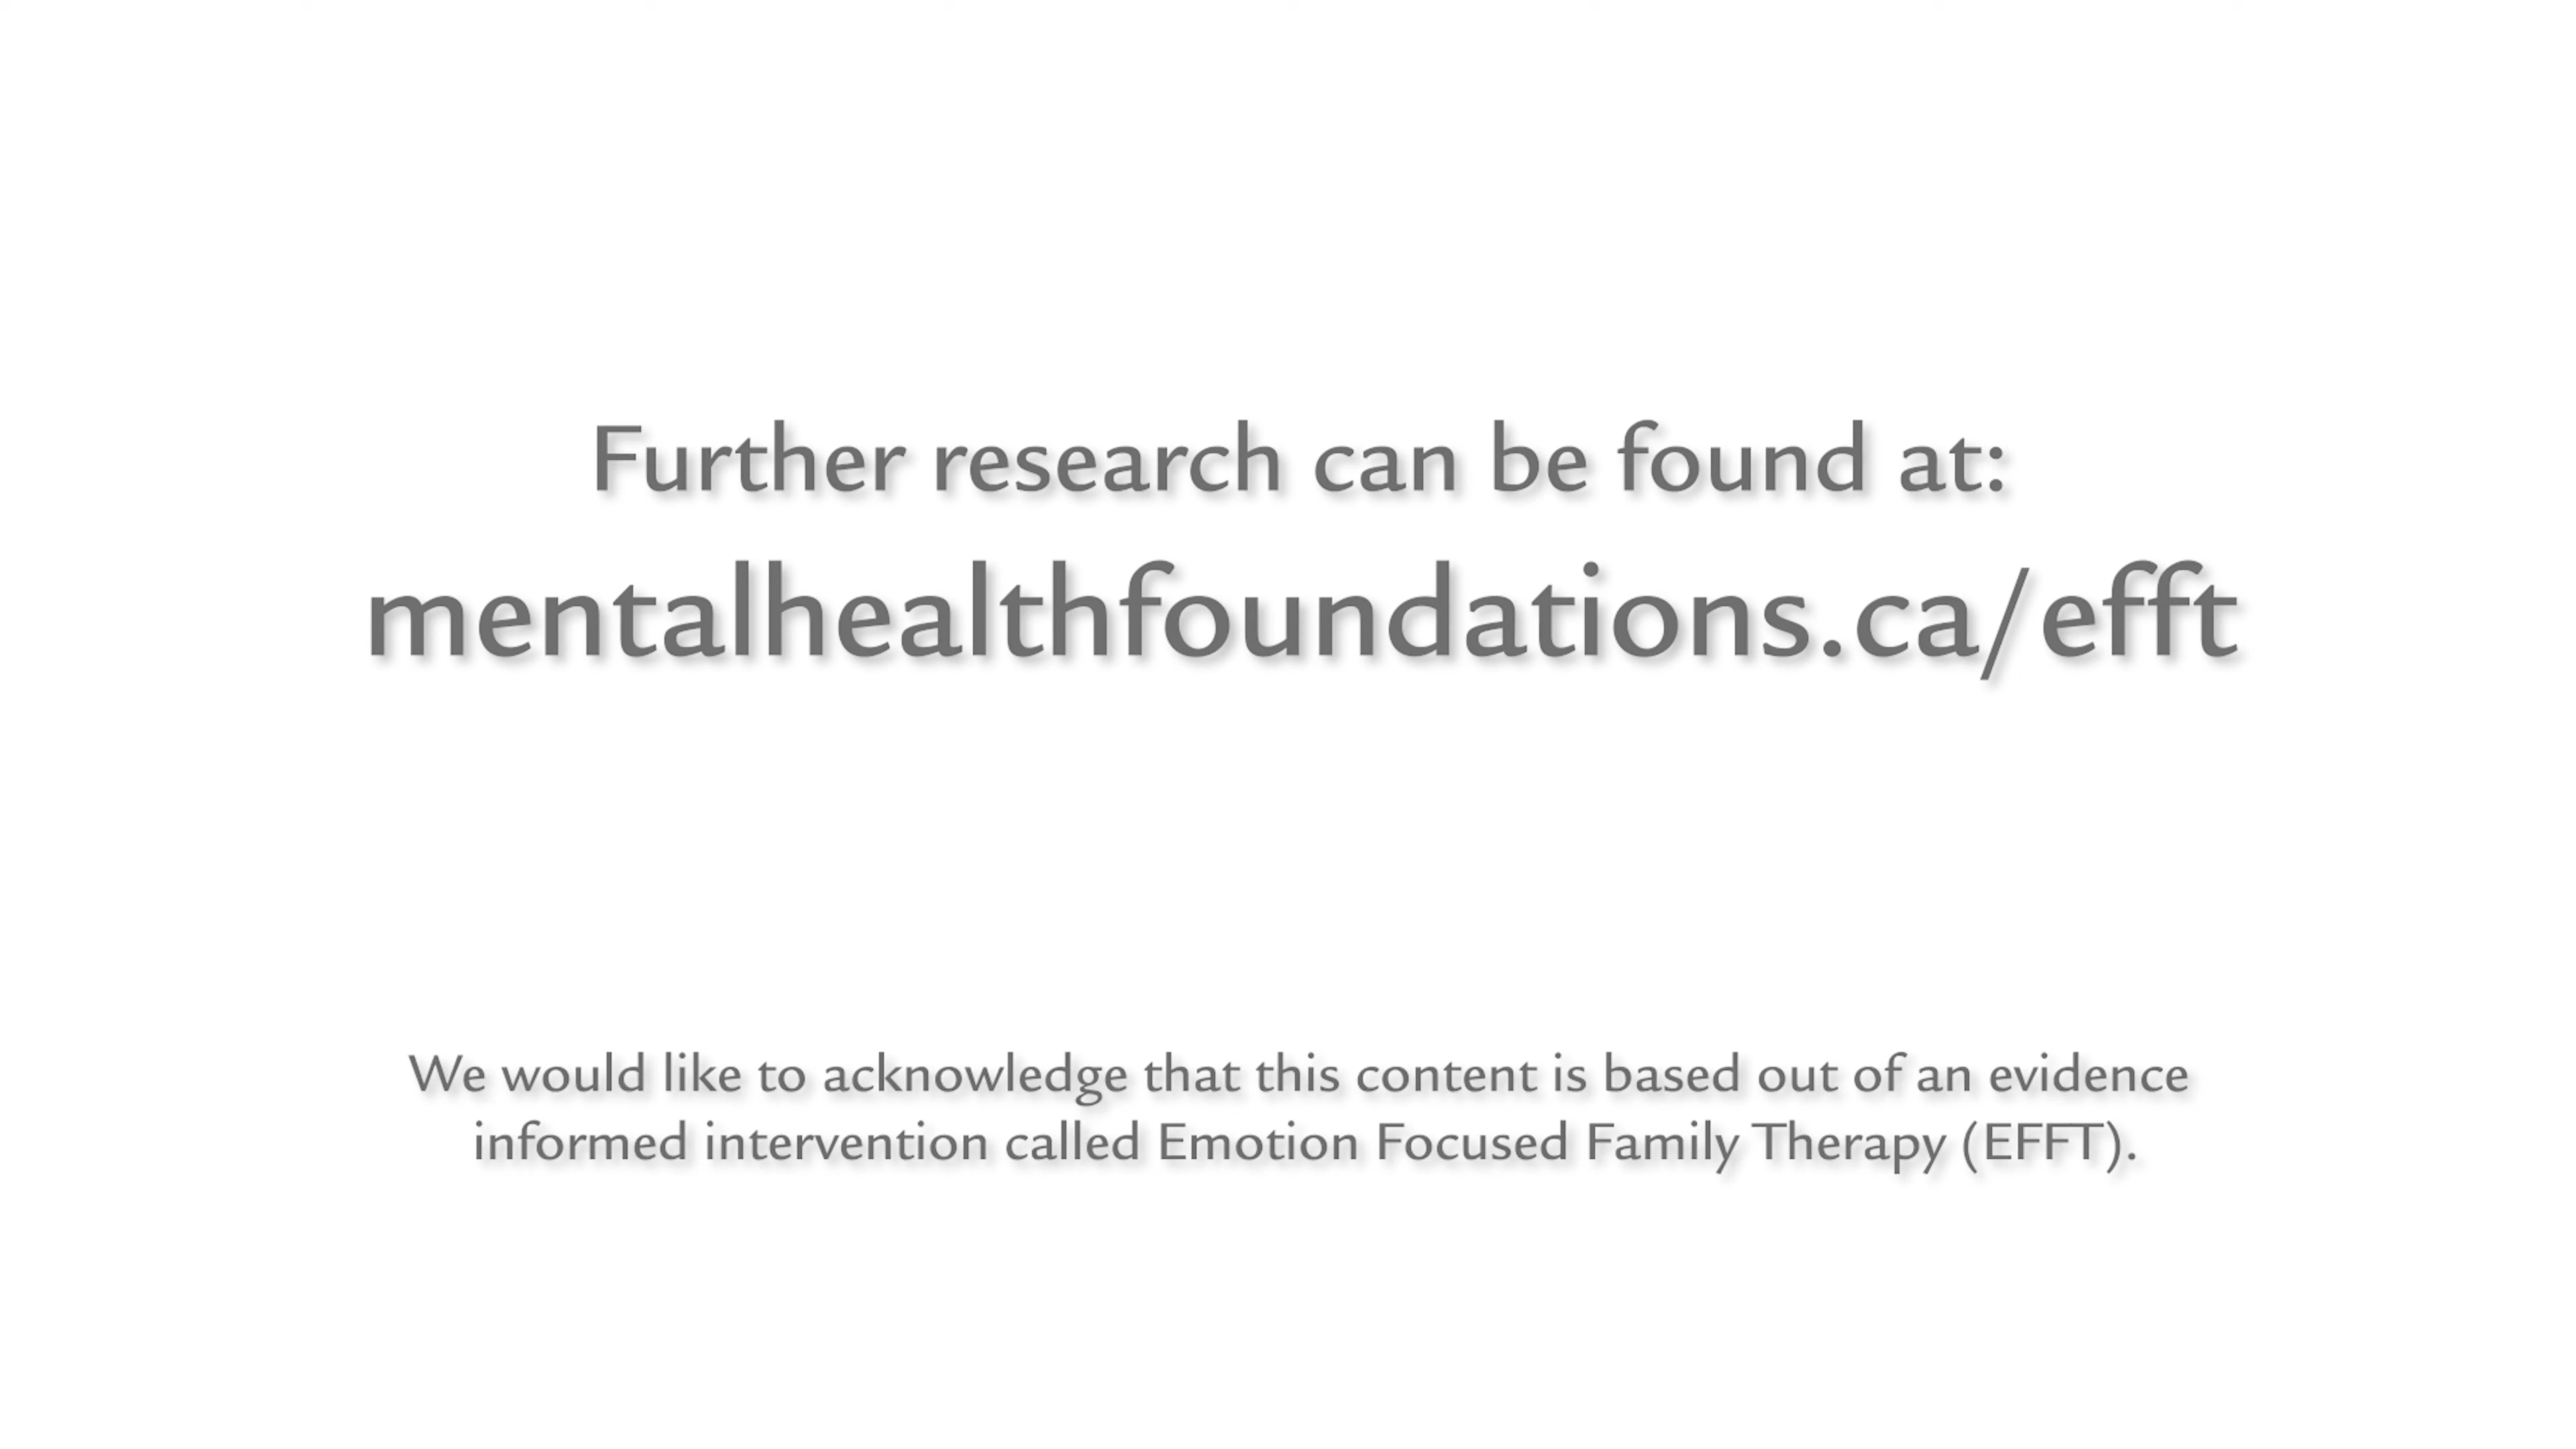 Further research can be found at:
mentalhealthfoundations.ca/efft
We would like to acknowledge that this content is based out of an evidence
informed intervention called Emotion Focused Family Therapy (EFFT).